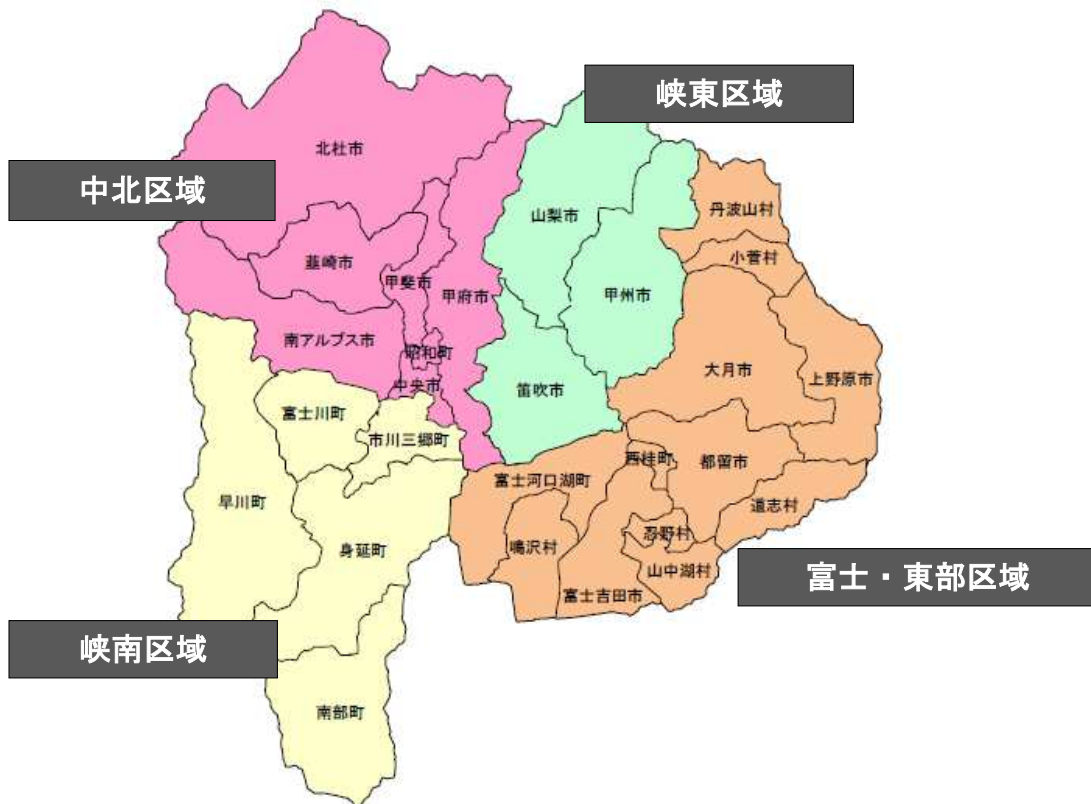 峡東区域
北杜市
中北区域
山梨市
丹波山村
小菅村
韮崎市
甲斐市
甲府市
甲州市
南アルプス市
昭和町
中央市
大月市
上野原市
笛吹市
富士川町
市川三郷町
西桂町
都留市
富士河口湖町
早川町
道志村
忍野村
鳴沢村
身延町
山中湖村
富士・東部区域
富士吉田市
峡南区域
南部町